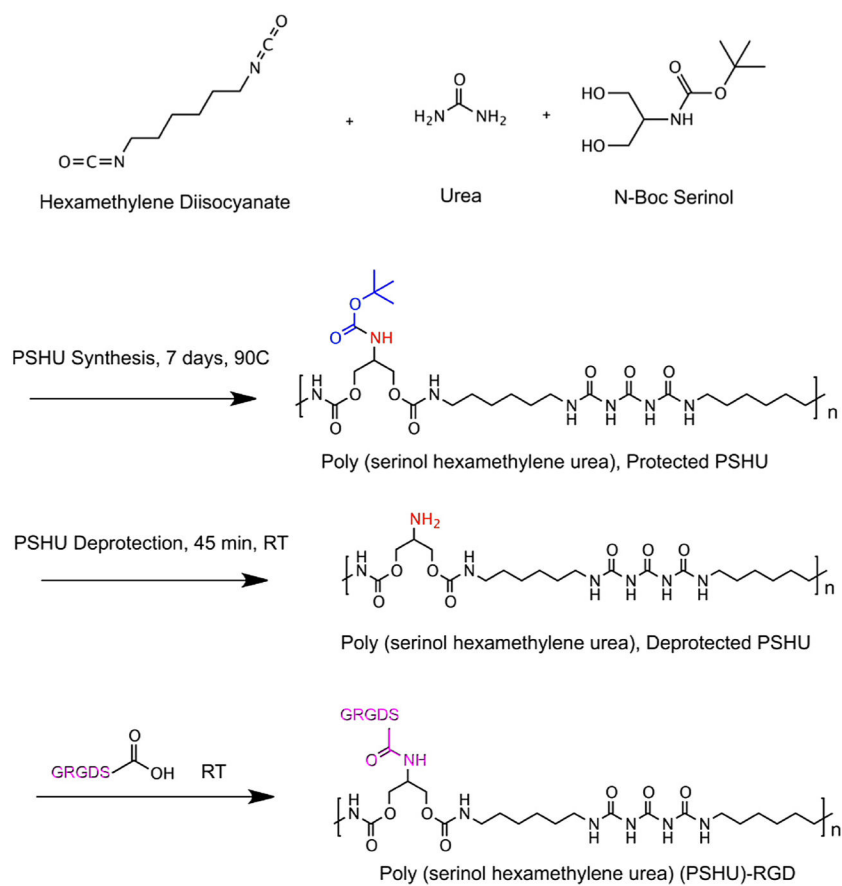 O=C=N
N=C=O
+
H₂N
O
NH₂
+
HO
HO
NH
O
O
Hexamethylene Diisocyanate
Urea
N-Boc Serinol
PSHU Synthesis, 7 days, 90C
O
O
NH
H
N
O
O
O
O
H
N
N
H
O
N
H
O
N
H
O
N
H
n
Poly (serinol hexamethylene urea), Protected PSHU
PSHU Deprotection, 45 min, RT
NH₂
H
N
O
O
O
O
H
N
N
H
O
N
H
O
N
H
O
N
H
n
Poly (serinol hexamethylene urea), Deprotected PSHU
GRGDS
O
OH
RT
GRGDS
O
NH
H
N
O
O
O
O
H
N
N
H
O
N
H
O
N
H
O
N
H
n
Poly (serinol hexamethylene urea) (PSHU)-RGD